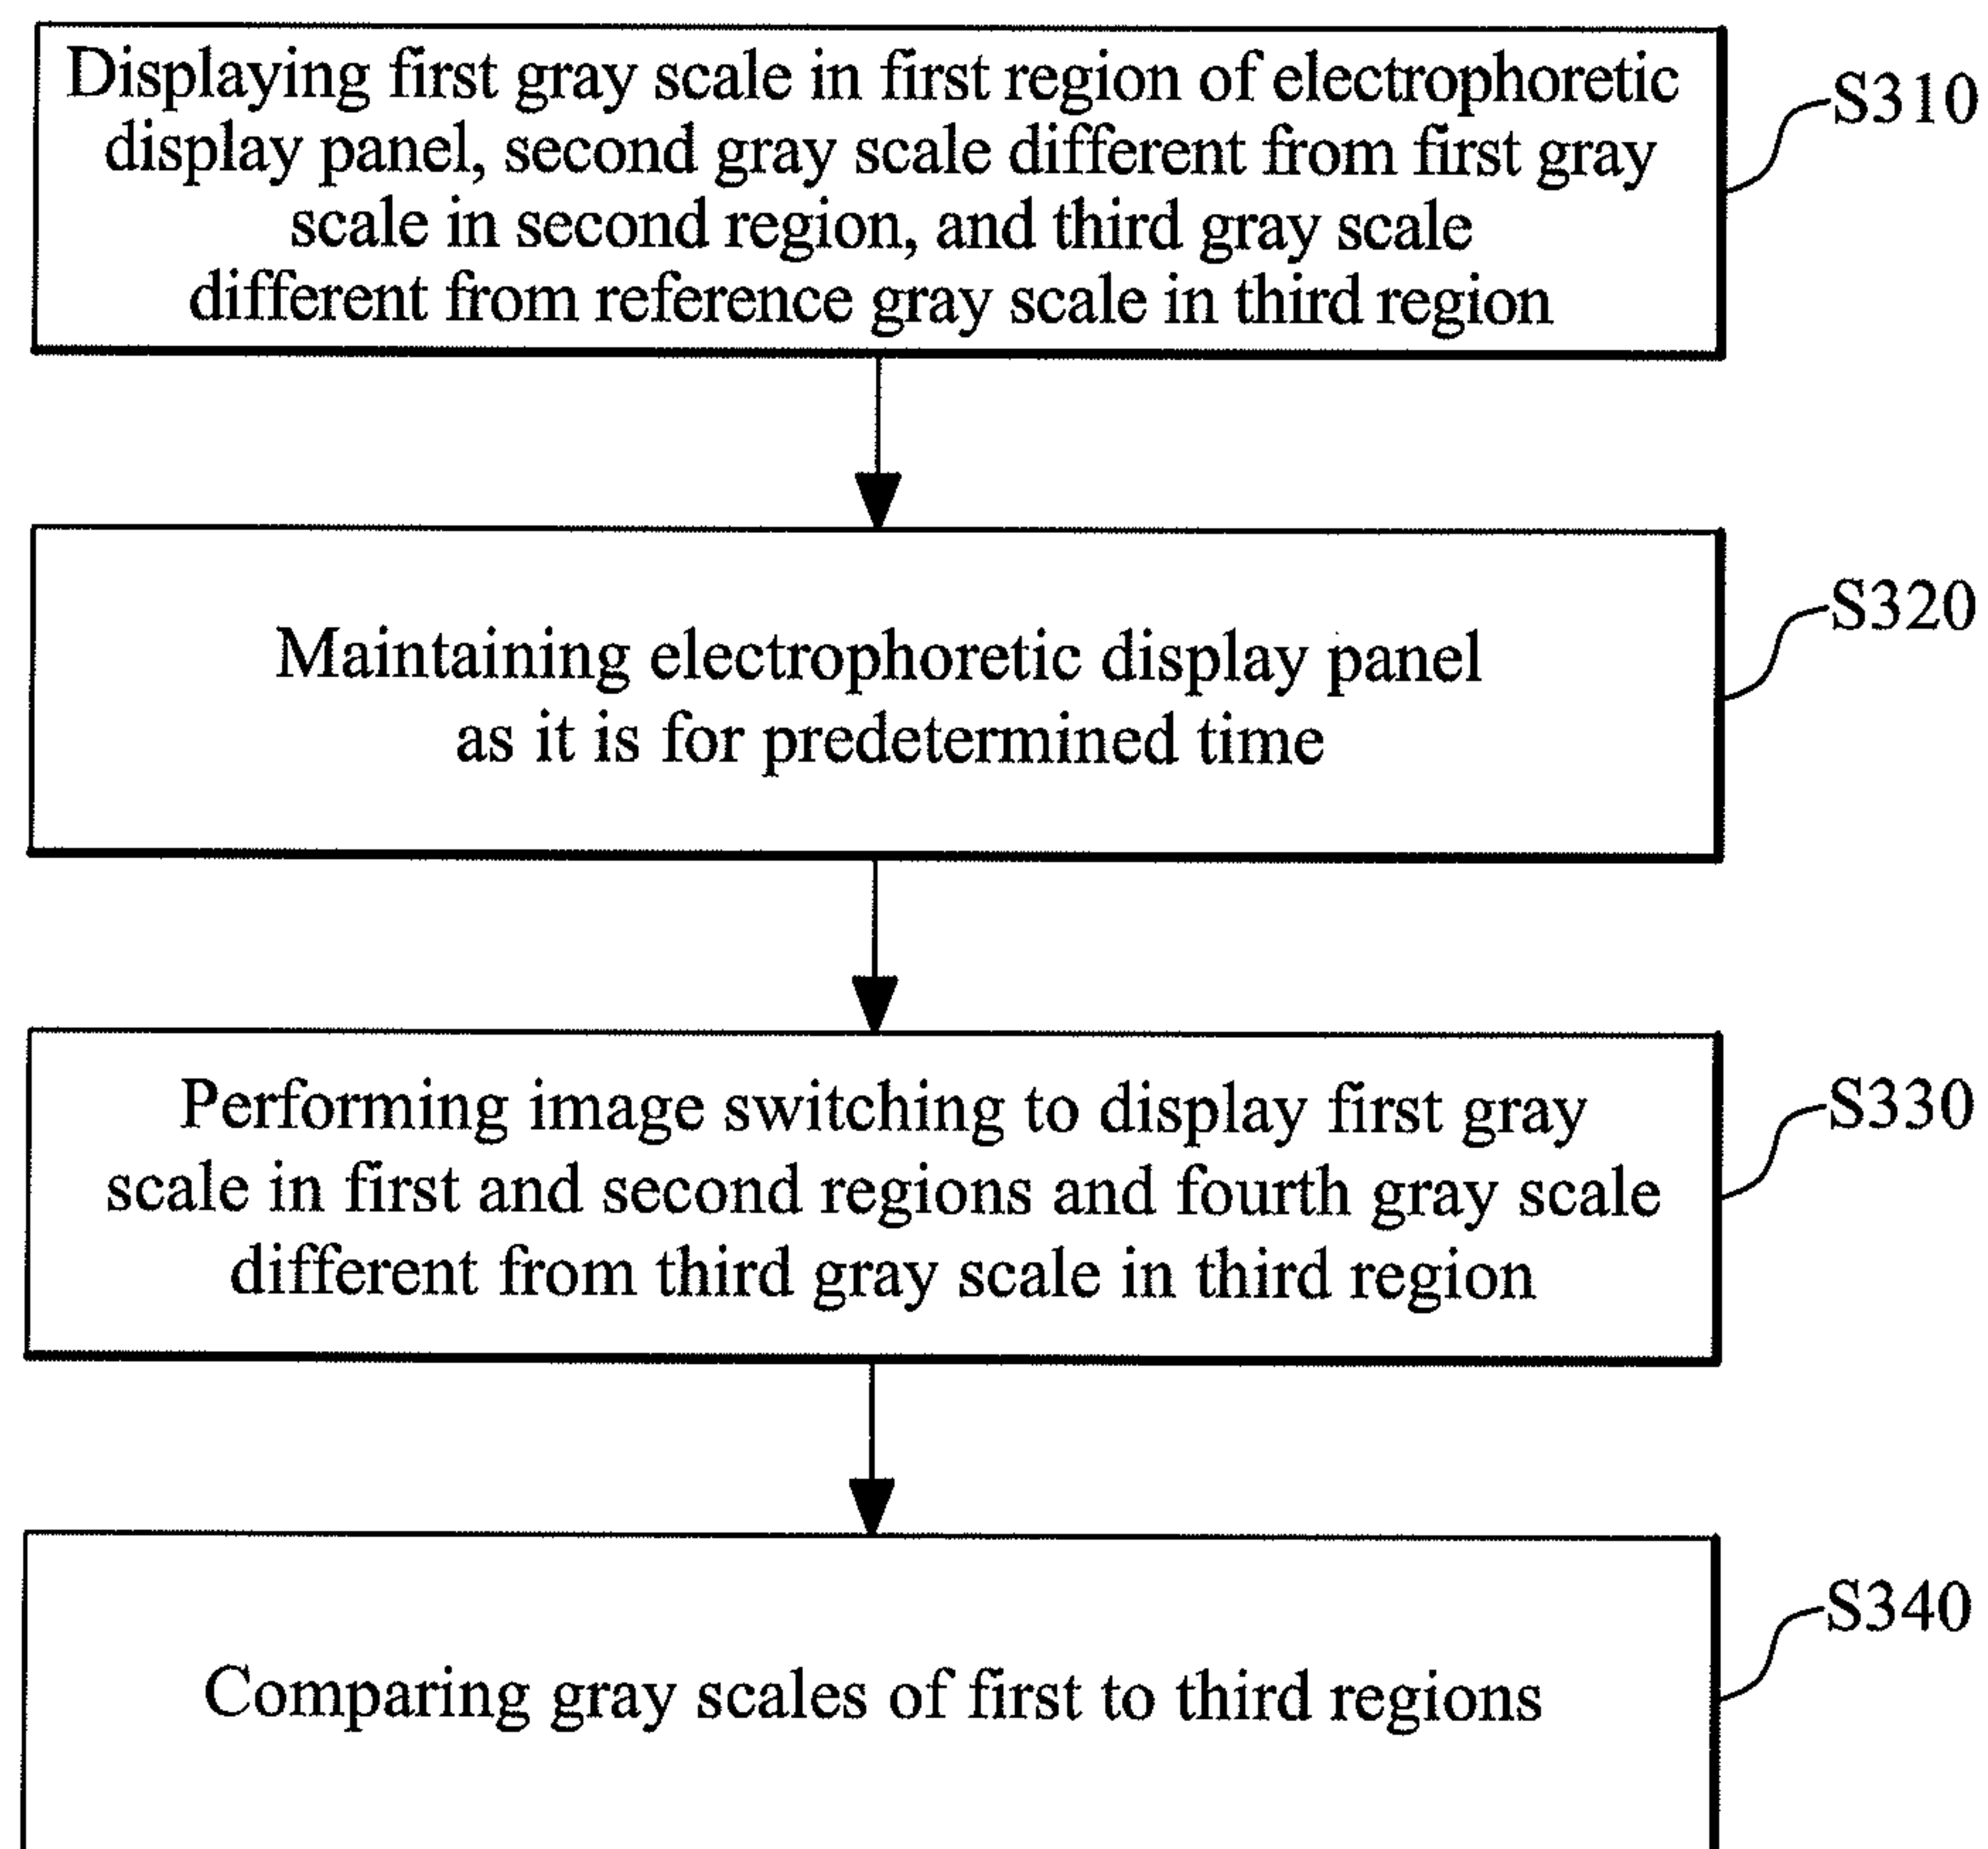 Displaying first gray scale in first region of electrophoretic
display panel, second gray scale different from first gray
scale in second region, and third gray scale
different from reference gray scale in third region
S310
Maintaining electrophoretic display panel
as it is for predetermined time
S320
Performing image switching to display first gray
scale in first and second regions and fourth gray scale
different from third gray scale in third region
S330
Comparing gray scales of first to third regions
S340